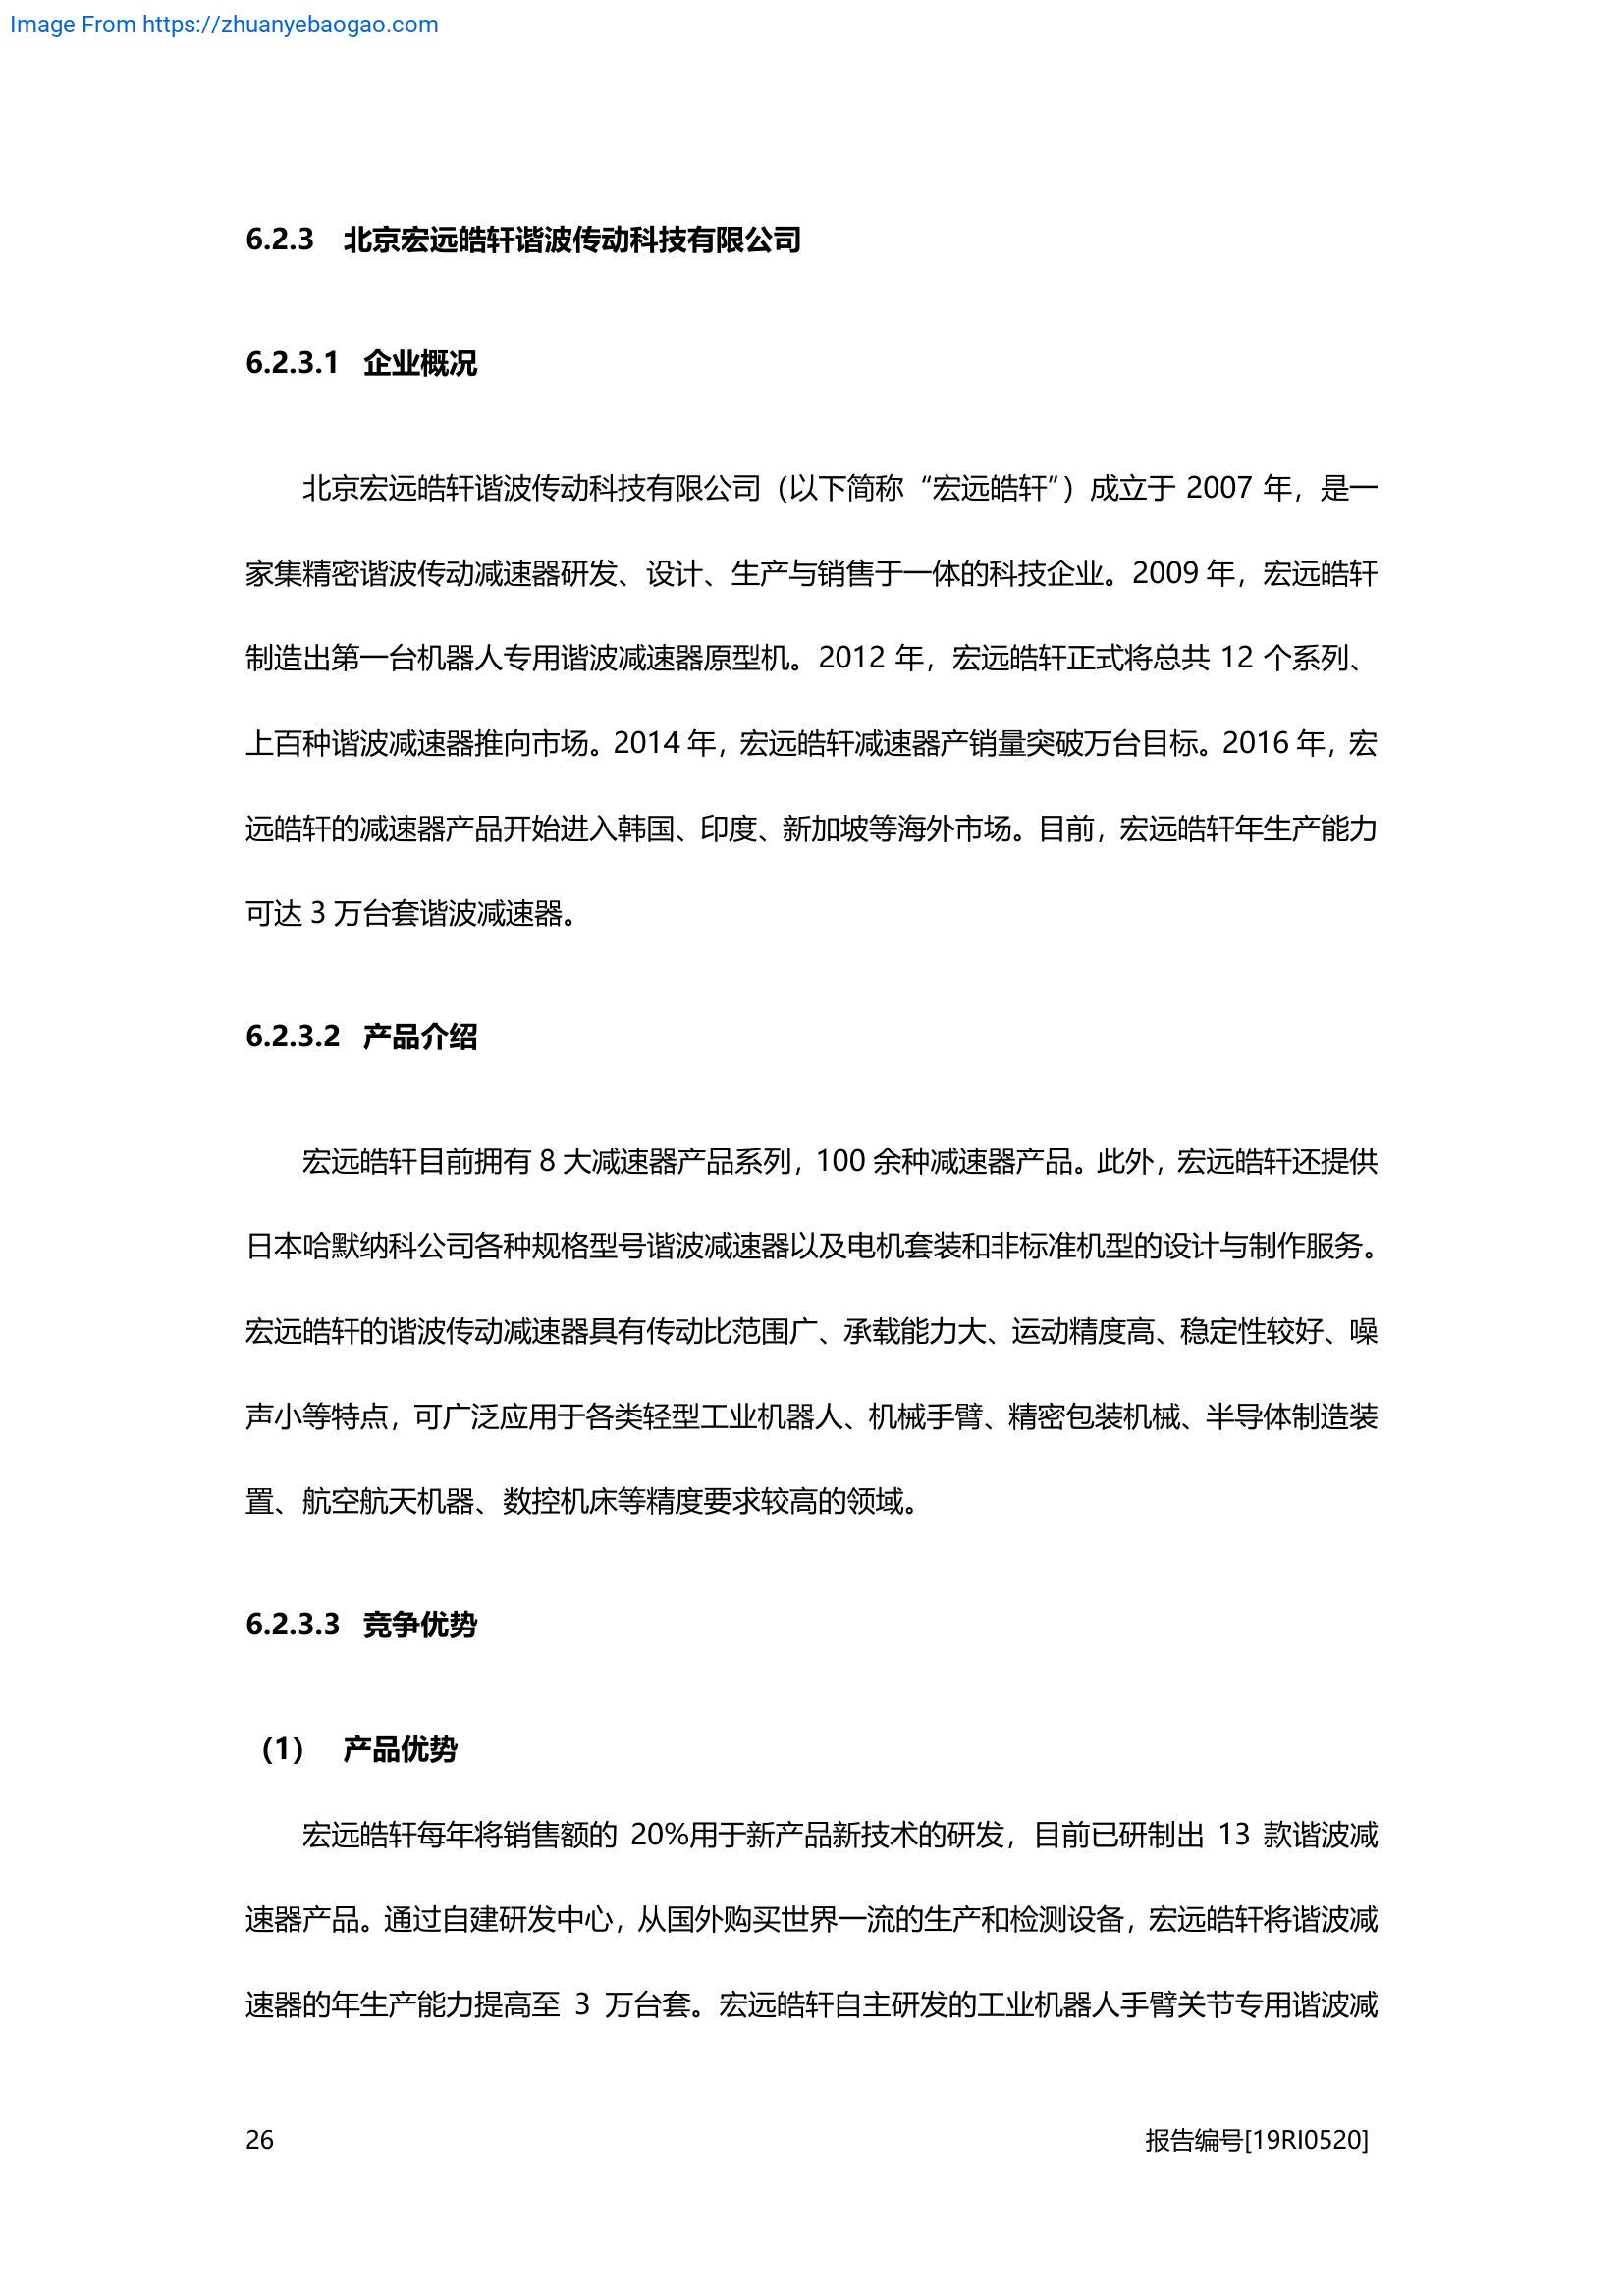 Image From https://zhuanyebaogao.com
6.2.3 北京宏远皓轩谐波传动科技有限公司
6.2.3.1 企业概况
北京宏远皓轩谐波传动科技有限公司（以下简称“宏远皓轩”）成立于 2007 年，是一
家集精密谐波传动减速器研发、设计、生产与销售于一体的科技企业。2009 年，宏远皓轩
制造出第一台机器人专用谐波减速器原型机。2012 年，宏远皓轩正式将总共 12 个系列、
上百种谐波减速器推向市场。2014 年，宏远皓轩减速器产销量突破万台目标。2016 年，宏
远皓轩的减速器产品开始进入韩国、印度、新加坡等海外市场。目前，宏远皓轩年生产能力
可达 3 万台套谐波减速器。
6.2.3.2 产品介绍
宏远皓轩目前拥有 8 大减速器产品系列，100 余种减速器产品。此外，宏远皓轩还提供
日本哈默纳科公司各种规格型号谐波减速器以及电机套装和非标准机型的设计与制作服务。
宏远皓轩的谐波传动减速器具有传动比范围广、承载能力大、运动精度高、稳定性较好、噪
声小等特点，可广泛应用于各类轻型工业机器人、机械手臂、精密包装机械、半导体制造装
置、航空航天机器、数控机床等精度要求较高的领域。
6.2.3.3 竞争优势
（1） 产品优势
宏远皓轩每年将销售额的 20%用于新产品新技术的研发，目前已研制出 13 款谐波减
速器产品。通过自建研发中心，从国外购买世界一流的生产和检测设备，宏远皓轩将谐波减
速器的年生产能力提高至 3 万台套。宏远皓轩自主研发的工业机器人手臂关节专用谐波减
26 报告编号[19RI0520]